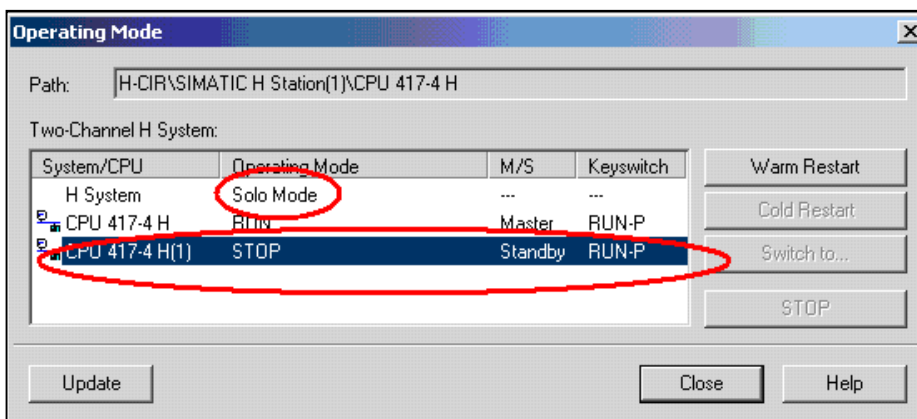 Operating Mode
Path: H-CIR\SIMATIC H Station(1)\CPU 417-4 H
Two-Channel H System:
System/CPU Operating Mode M/S Keyswitch Warm Restart
H System Solo Mode --- ---
CPU 417-4 H RUN Master RUN-P Cold Restart
CPU 417-4 H(1) STOP Standby RUN-P Switch to...
STOP
Update Close Help